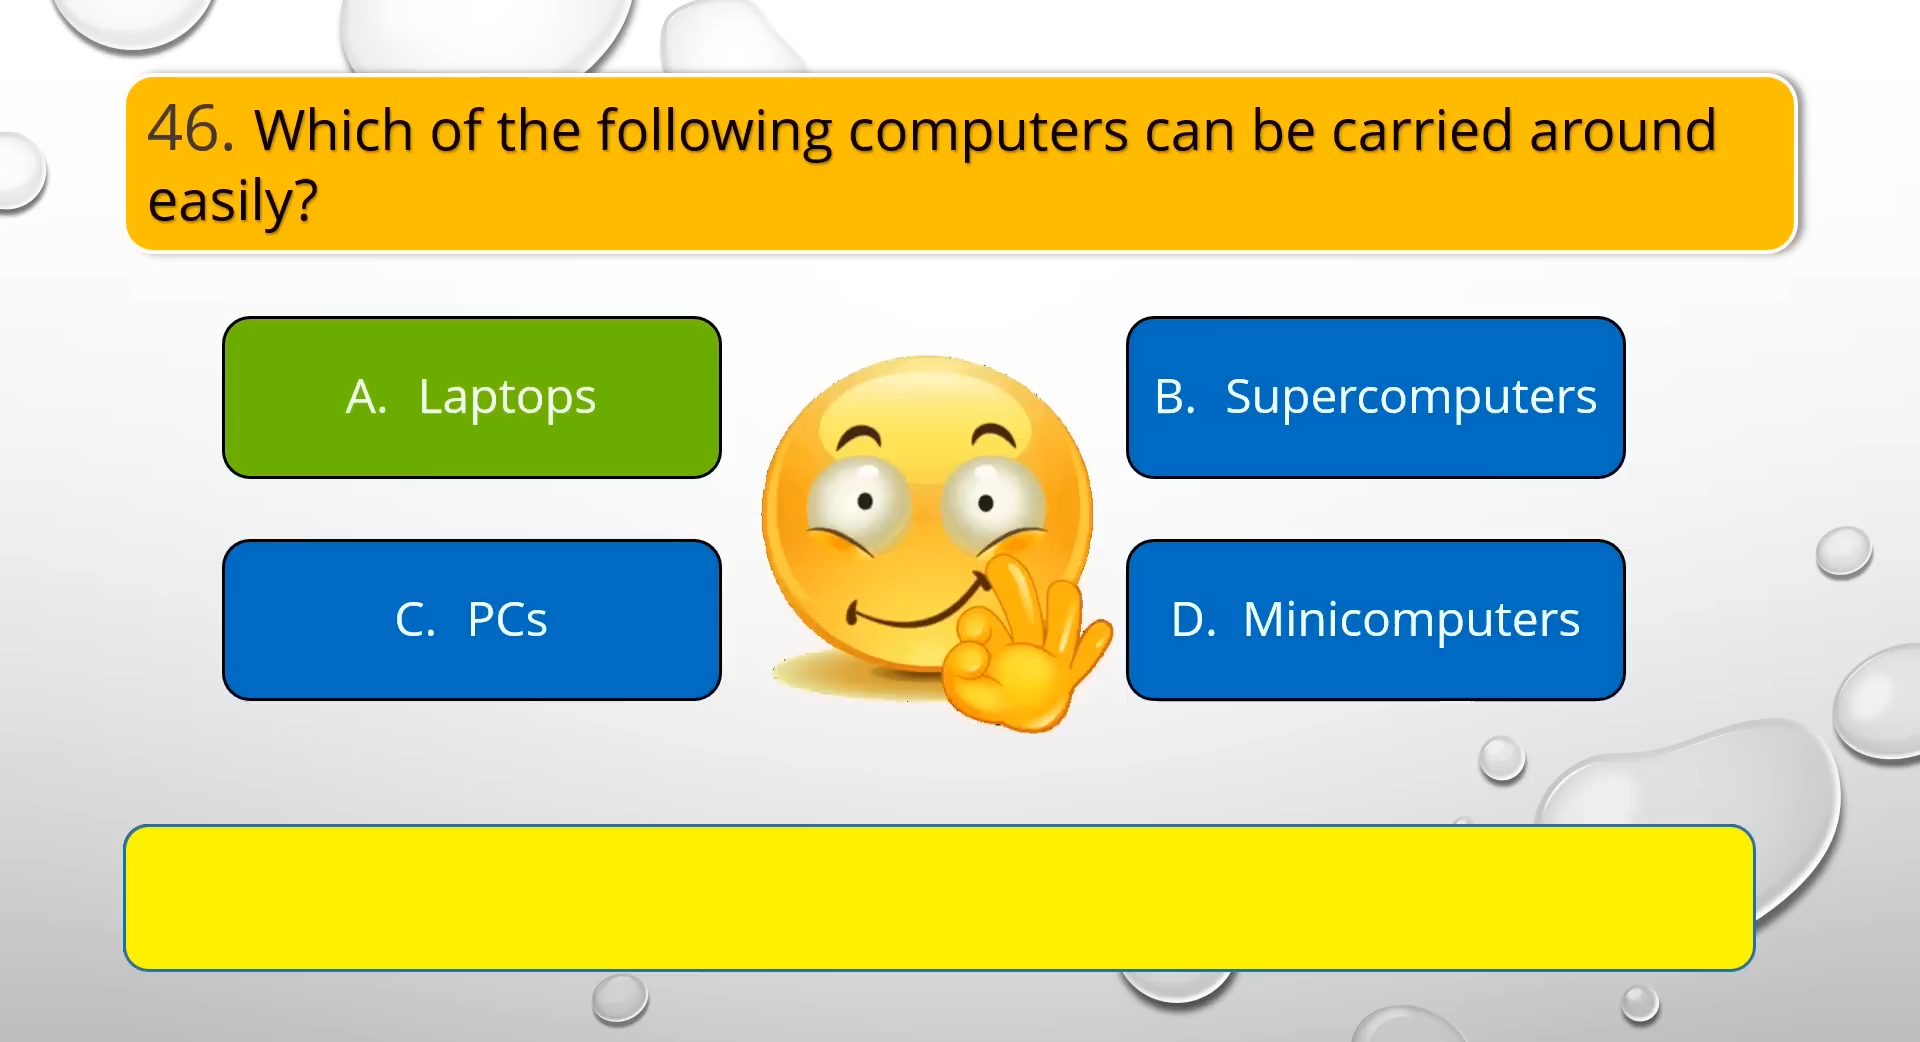 46. Which of the following computers can be carried around
easily?
A. Laptops
B. Supercomputers
C. PCs
D. Minicomputers